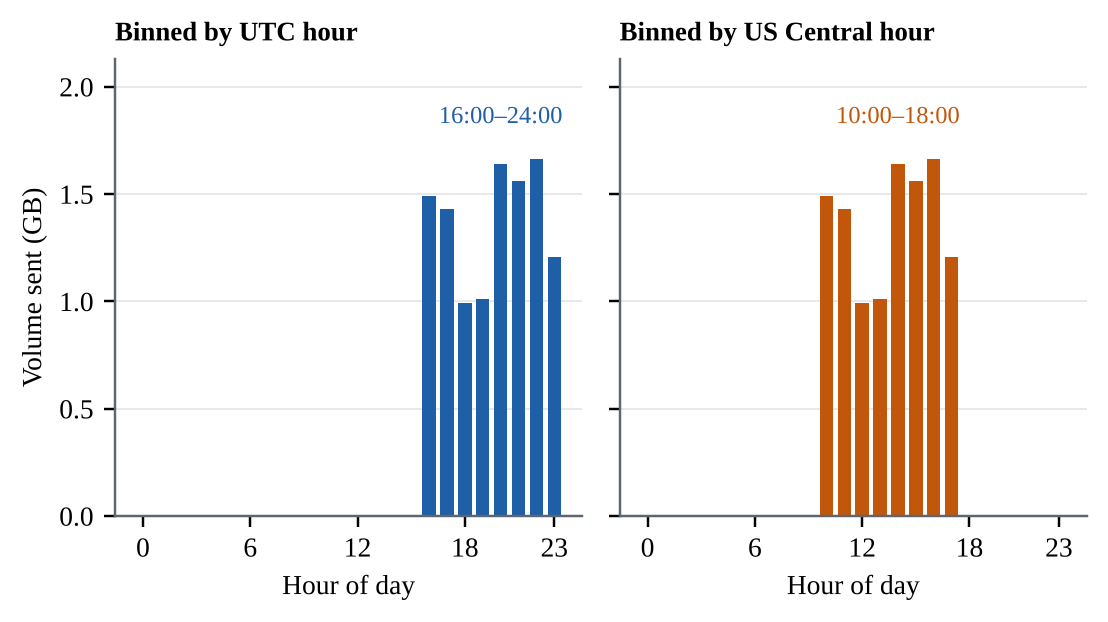 Binned by UTC hour
Binned by US Central hour
2.0
1.5
1.0
0.5
0.0
Volume sent (GB)
16:00–24:00
10:00–18:00
0 6 12 18 23
0 6 12 18 23
Hour of day
Hour of day